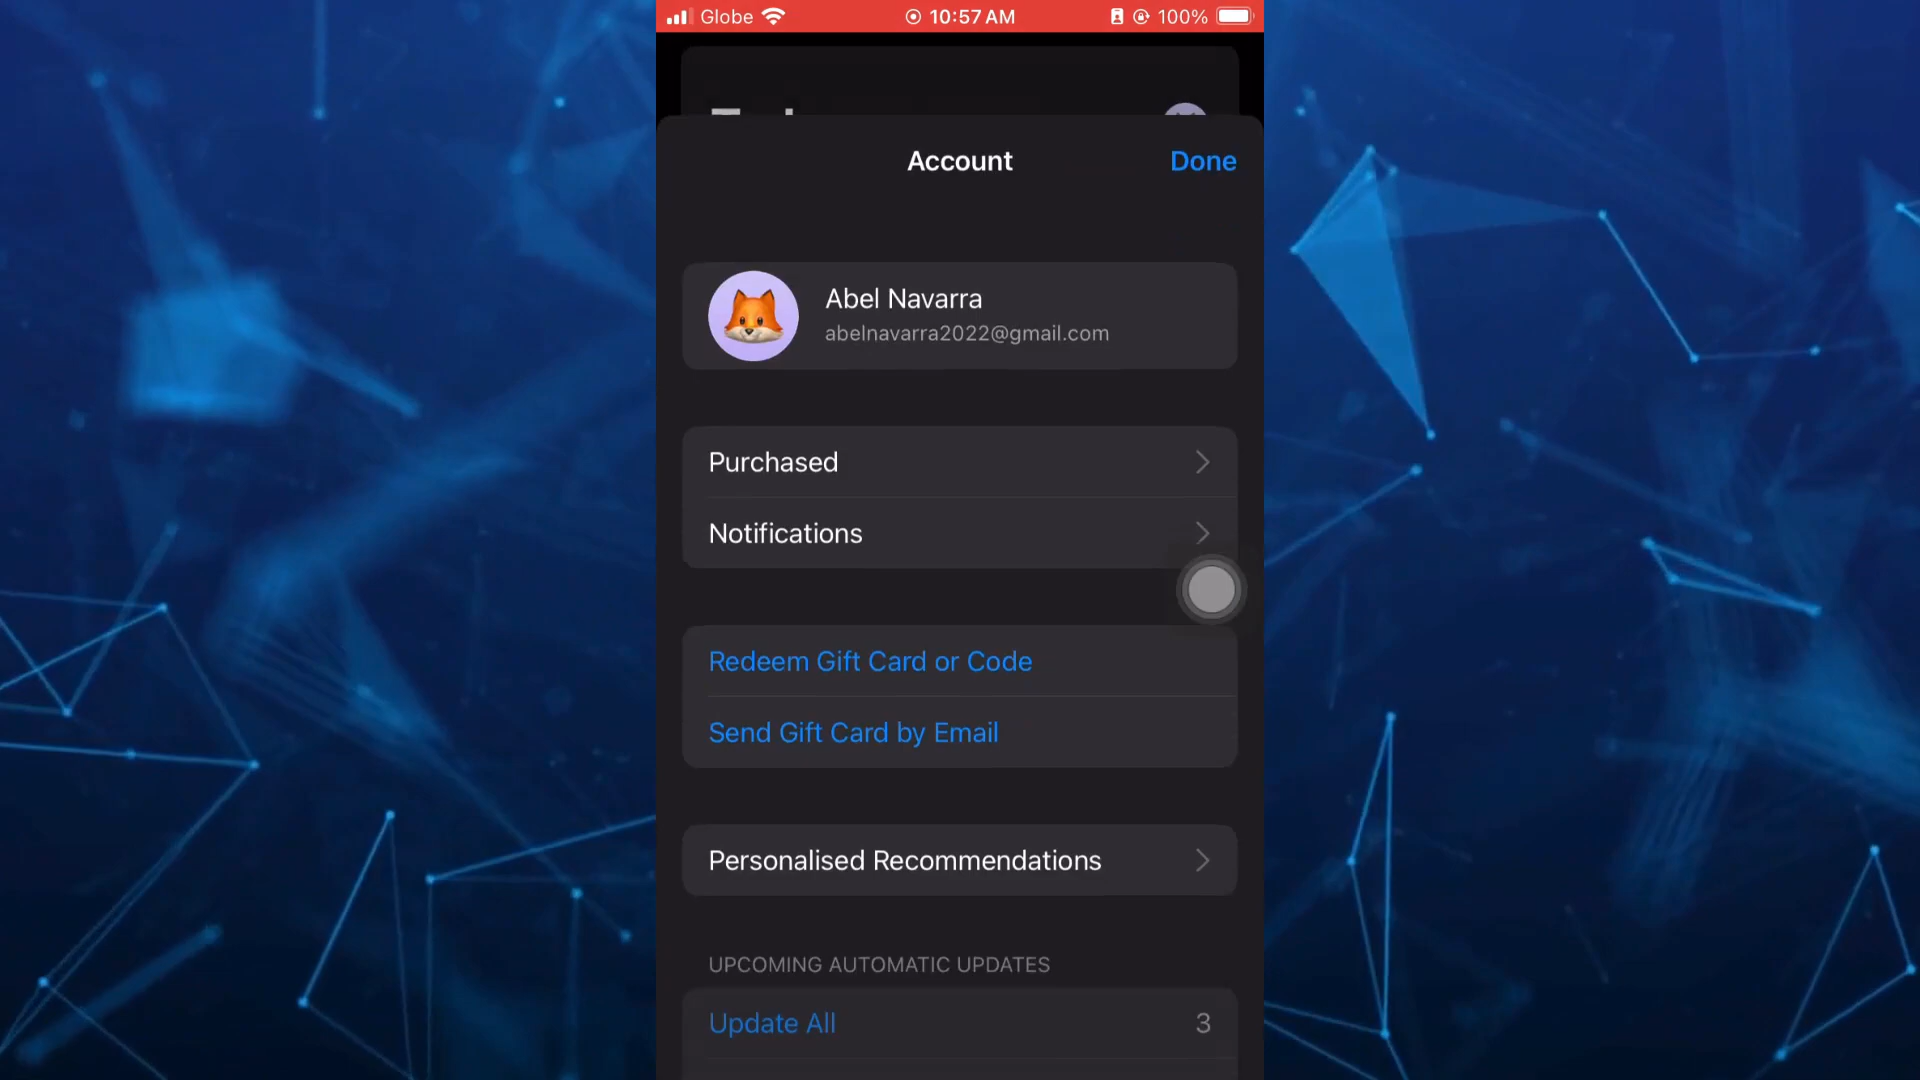 Globe 10:57 AM 100%
Account Done
Abel Navarra
abelnavarra2022@gmail.com
Purchased
Notifications
Redeem Gift Card or Code
Send Gift Card by Email
Personalised Recommendations
UPCOMING AUTOMATIC UPDATES
Update All 3